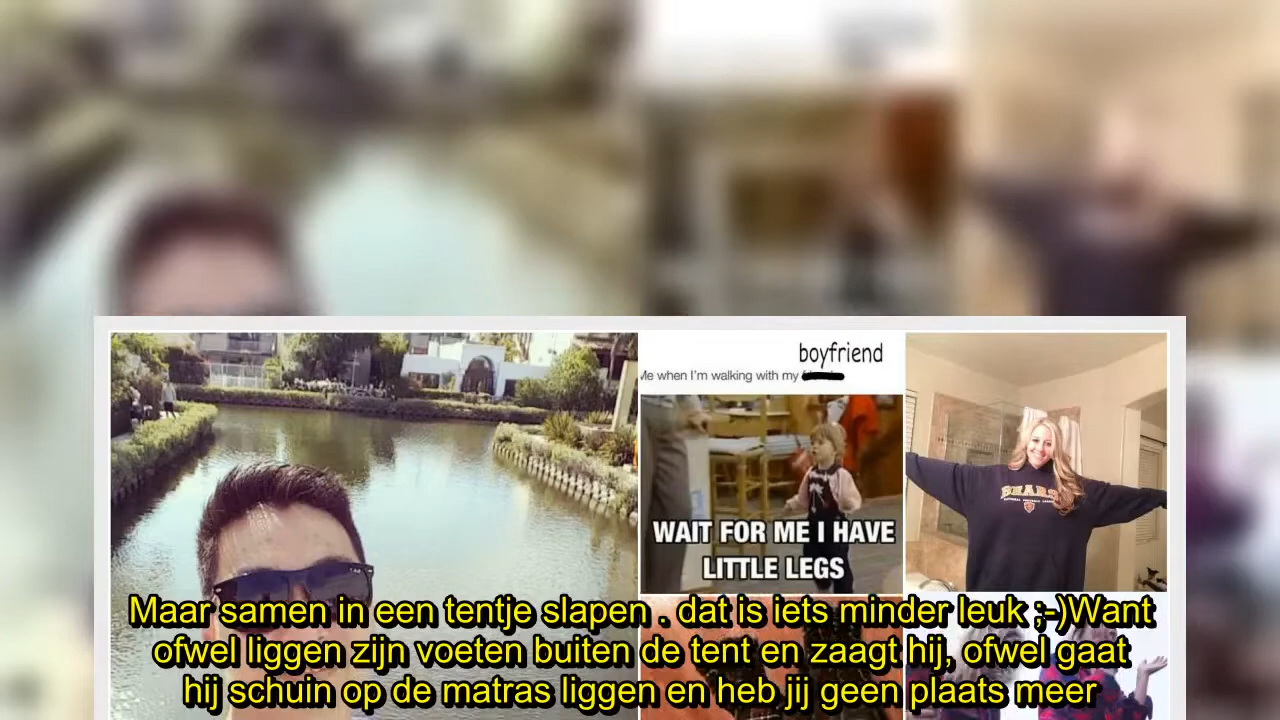 boyfriend
Me when I'm walking with my
WAIT FOR ME I HAVE
LITTLE LEGS
BEARS
Maar samen in een tentje slapen . dat is iets minder leuk ;-)Want
ofwel liggen zijn voeten buiten de tent en zaagt hij, ofwel gaat
hij schuin op de matras liggen en heb jij geen plaats meer